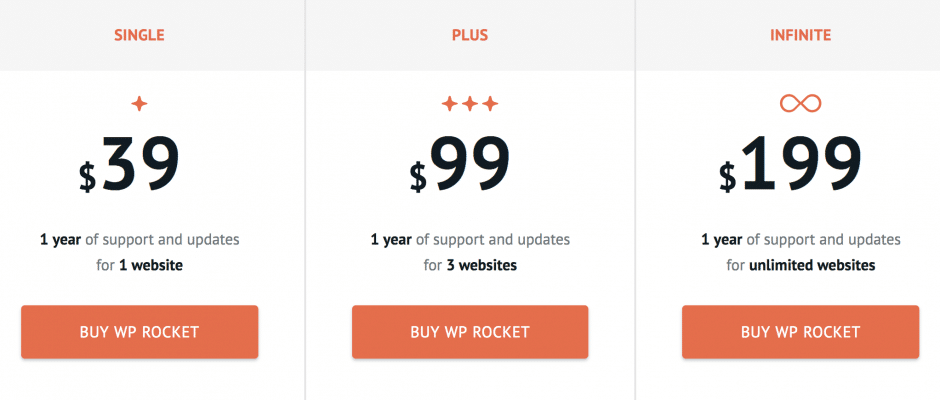 SINGLE
$39
1 year of support and updates
for 1 website
BUY WP ROCKET
PLUS
$99
1 year of support and updates
for 3 websites
BUY WP ROCKET
INFINITE
$199
1 year of support and updates
for unlimited websites
BUY WP ROCKET